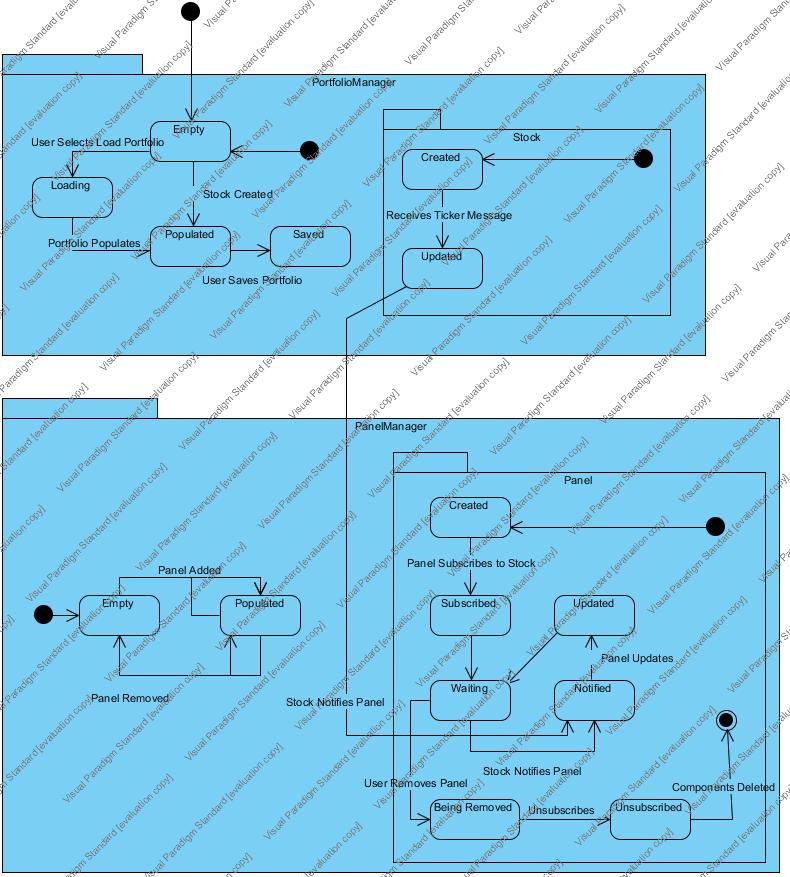 PortfolioManager
Empty
User Selects Load Portfolio
Stock
Created
Loading
Stock Created
Receives Ticker Message
Populated
Saved
Portfolio Populates
Updated
User Saves Portfolio
PanelManager
Panel
Created
Panel Subscribes to Stock
Panel Added
Empty
Populated
Subscribed
Updated
Panel Updates
Waiting
Notified
Panel Removed
Stock Notifies Panel
Stock Notifies Panel
User Removes Panel
Components Deleted
Being Removed
Unsubscribes
Unsubscribed
Visual Paradigm Standard [evaluation copy]